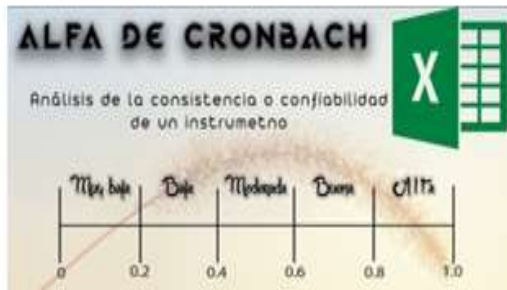 ALFA DE CRONBACH
X
Análisis de la consistencia o confiabilidad
de un instrumetno
Muy baja Baja Moderada Buena Alta
0 0.2 0.4 0.6 0.8 1.0